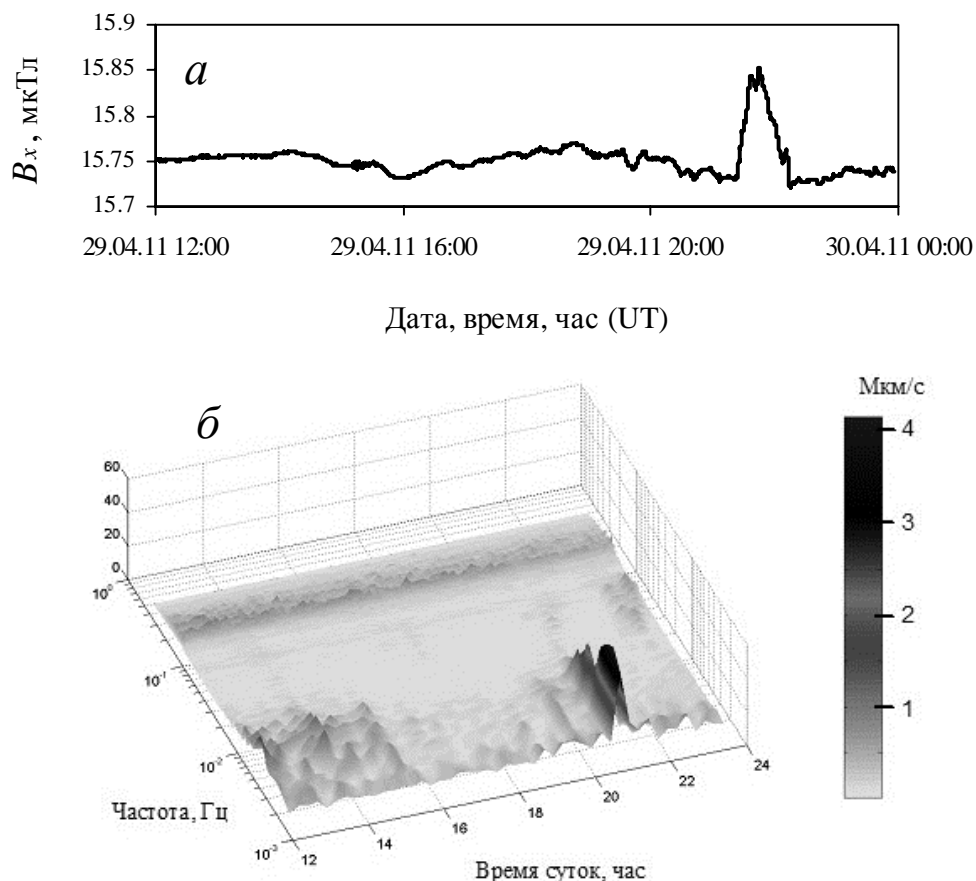 15.9
15.85
15.8
15.75
15.7
Bx, мкТл
а
29.04.11 12:00 29.04.11 16:00 29.04.11 20:00 30.04.11 00:00
Дата, время, час (UT)
б
Мкм/с
4
3
2
1
60
40
20
0
10⁰
10⁻¹
10⁻²
10⁻³
Частота, Гц
12 14 16 18 20 22 24
Время суток, час